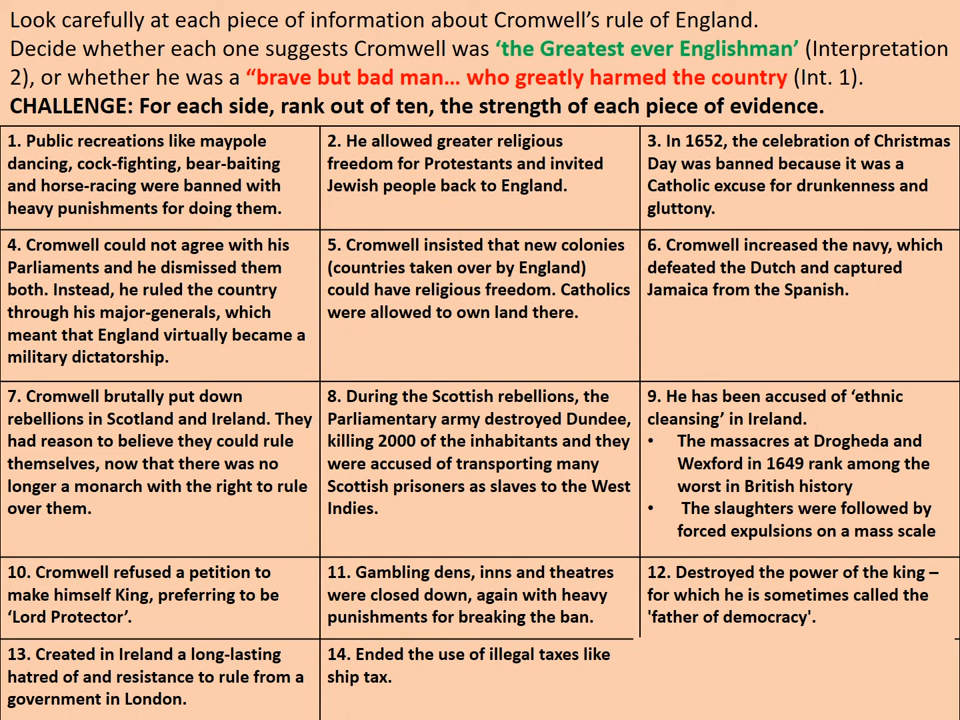 Look carefully at each piece of information about Cromwell’s rule of England.
Decide whether each one suggests Cromwell was ‘the Greatest ever Englishman’ (Interpretation
2), or whether he was a “brave but bad man… who greatly harmed the country (Int. 1).
CHALLENGE: For each side, rank out of ten, the strength of each piece of evidence.
1. Public recreations like maypole
dancing, cock-fighting, bear-baiting
and horse-racing were banned with
heavy punishments for doing them.
2. He allowed greater religious
freedom for Protestants and invited
Jewish people back to England.
3. In 1652, the celebration of Christmas
Day was banned because it was a
Catholic excuse for drunkenness and
gluttony.
4. Cromwell could not agree with his
Parliaments and he dismissed them
both. Instead, he ruled the country
through his major-generals, which
meant that England virtually became a
military dictatorship.
5. Cromwell insisted that new colonies
(countries taken over by England)
could have religious freedom. Catholics
were allowed to own land there.
6. Cromwell increased the navy, which
defeated the Dutch and captured
Jamaica from the Spanish.
7. Cromwell brutally put down
rebellions in Scotland and Ireland. They
had reason to believe they could rule
themselves, now that there was no
longer a monarch with the right to rule
over them.
8. During the Scottish rebellions, the
Parliamentary army destroyed Dundee,
killing 2000 of the inhabitants and they
were accused of transporting many
Scottish prisoners as slaves to the West
Indies.
9. He has been accused of ‘ethnic
cleansing’ in Ireland.
• The massacres at Drogheda and
Wexford in 1649 rank among the
worst in British history
• The slaughters were followed by
forced expulsions on a mass scale
10. Cromwell refused a petition to
make himself King, preferring to be
‘Lord Protector’.
11. Gambling dens, inns and theatres
were closed down, again with heavy
punishments for breaking the ban.
12. Destroyed the power of the king –
for which he is sometimes called the
'father of democracy'.
13. Created in Ireland a long-lasting
hatred of and resistance to rule from a
government in London.
14. Ended the use of illegal taxes like
ship tax.